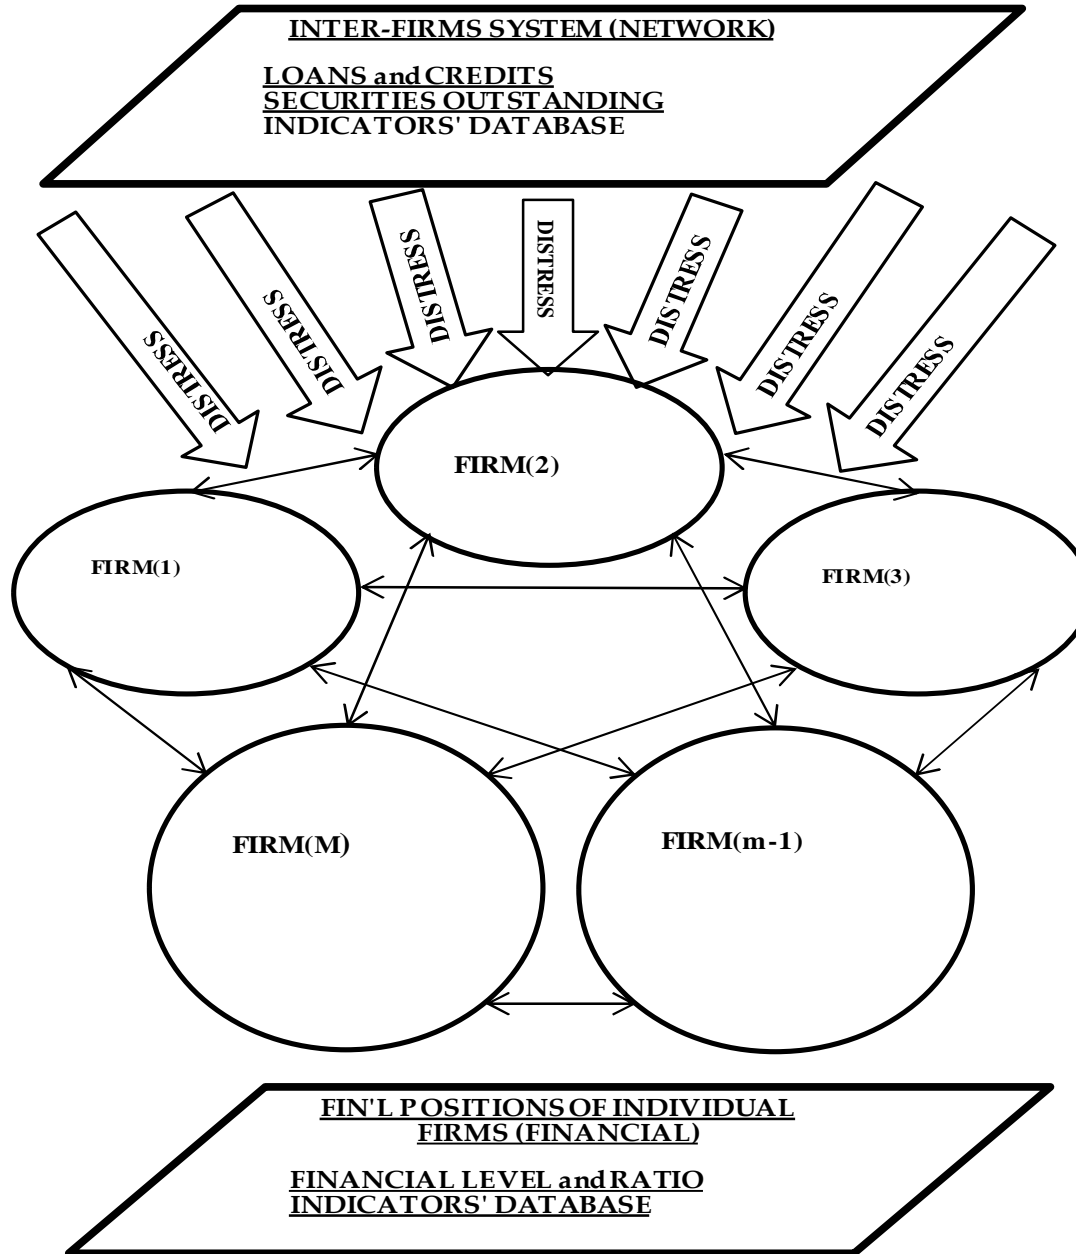 INTER-FIRMS SYSTEM (NETWORK)
LOANS and CREDITS
SECURITIES OUTSTANDING
INDICATORS' DATABASE
DISTRESS
DISTRESS
DISTRESS
DISTRESS
DISTRESS
DISTRESS
DISTRESS
FIRM(2)
FIRM(1)
FIRM(3)
FIRM(M)
FIRM(m-1)
FIN'L POSITIONS OF INDIVIDUAL
FIRMS (FINANCIAL)
FINANCIAL LEVEL and RATIO
INDICATORS' DATABASE